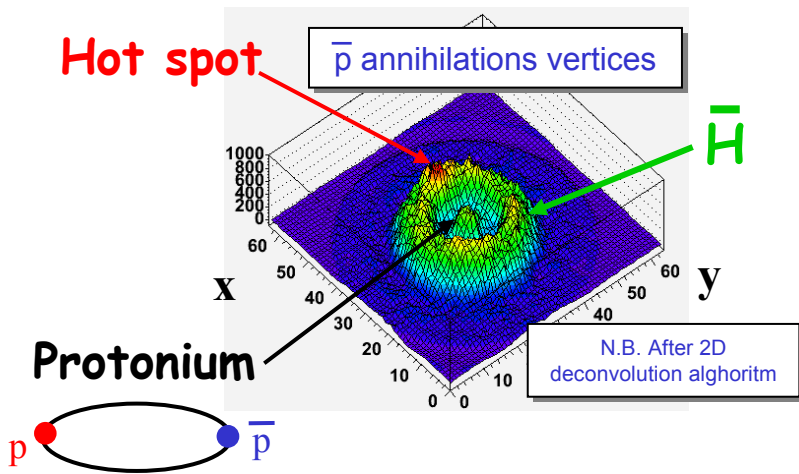 Hot spot
p̅ annihilations vertices
H̅
1000
800
600
400
200
0
60
50
40
30
20
10
0
x
0
10
20
30
40
50
60
y
Protonium
N.B. After 2D
deconvolution alghoritm
p
p̅